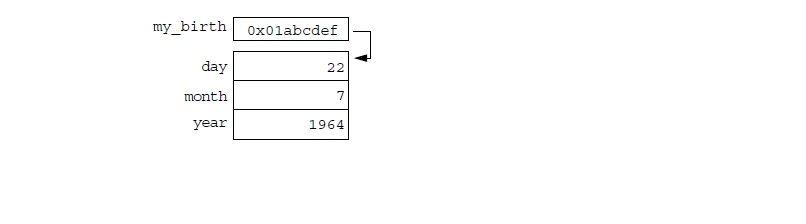 my_birth 0x01abcdef
day 22
month 7
year 1964